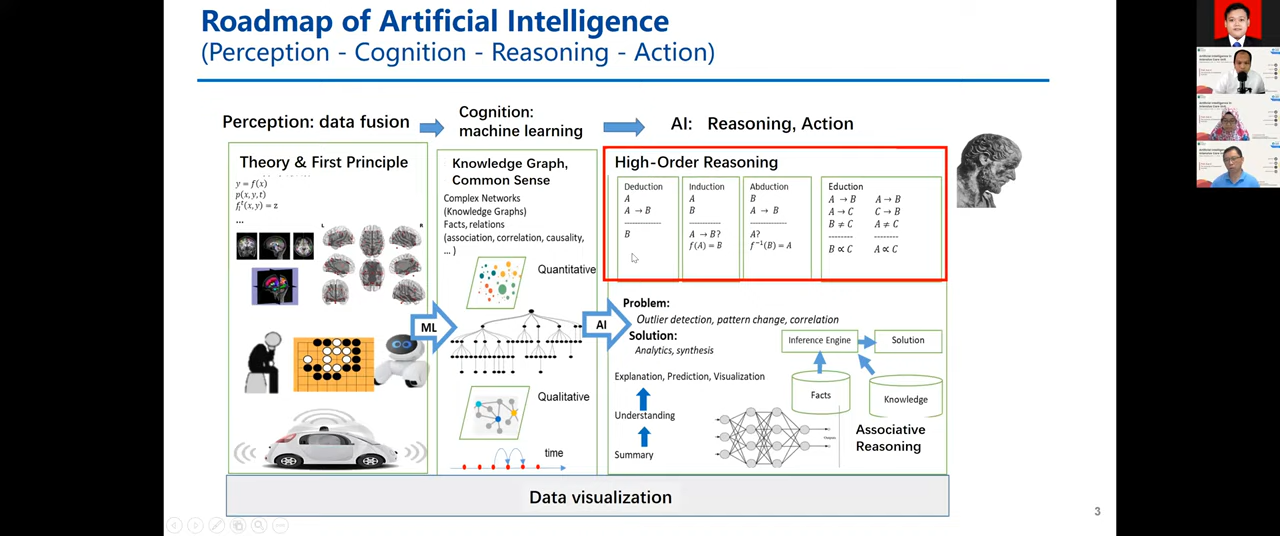 Roadmap of Artificial Intelligence
(Perception - Cognition - Reasoning - Action)
Perception: data fusion
Cognition:
machine learning
AI: Reasoning, Action
Theory & First Principle
y = f(x)
p(x, y, t)
...
L
R
ML
Knowledge Graph,
Common Sense
Complex Networks
(Knowledge Graphs)
Facts, relations
(association, correlation, causality,
... )
Quantitative
Qualitative
time
AI
High-Order Reasoning
Deduction
A
A → B
------------
B
Induction
A
B
------------
A → B?
f(A) = B
Abduction
B
A → B
------------
A?
f⁻¹(B) = A
Eduction
A → B A → B
A → C C → B
B ≠ C A ≠ C
-------- --------
B ∝ C A ∝ C
Problem:
Outlier detection, pattern change, correlation
Solution:
Analytics, synthesis
Explanation, Prediction, Visualization
Understanding
Summary
Inference Engine
Solution
Facts
Knowledge
Associative
Reasoning
Data visualization
3